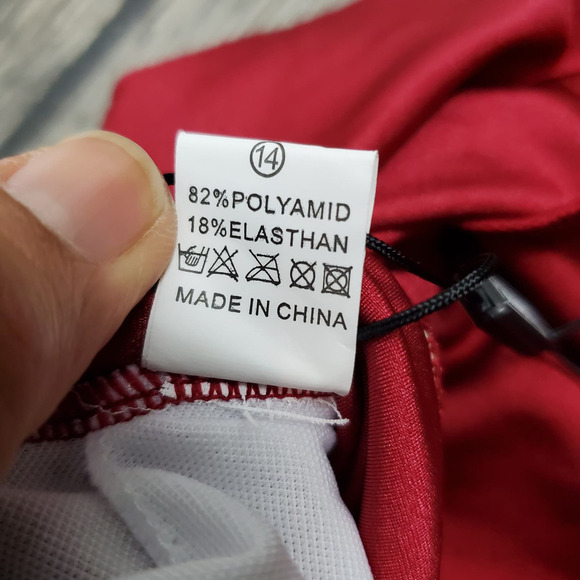 14
82%POLYAMID
18%ELASTHAN
MADE IN CHINA